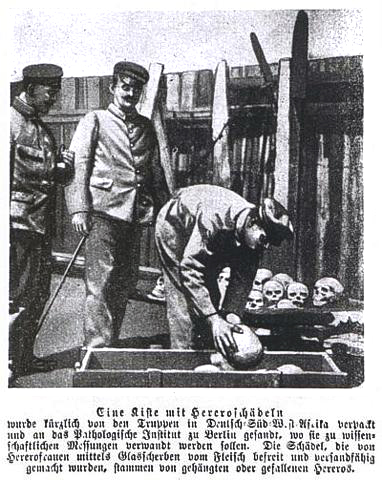 Eine Kiste mit Hereroschädeln
wurde kürzlich von den Truppen in Deutsch-Süd-West-Afrika verpackt
und an das Pathologische Institut zu Berlin gesandt, wo sie zu wissen-
schaftlichen Messungen verwandt werden sollen. Die Schädel, die von
Hererofrauen mittels Glasscherben vom Fleisch befreit und versandfähig
gemacht wurden, stammen von gehängten oder gefallenen Hereros.